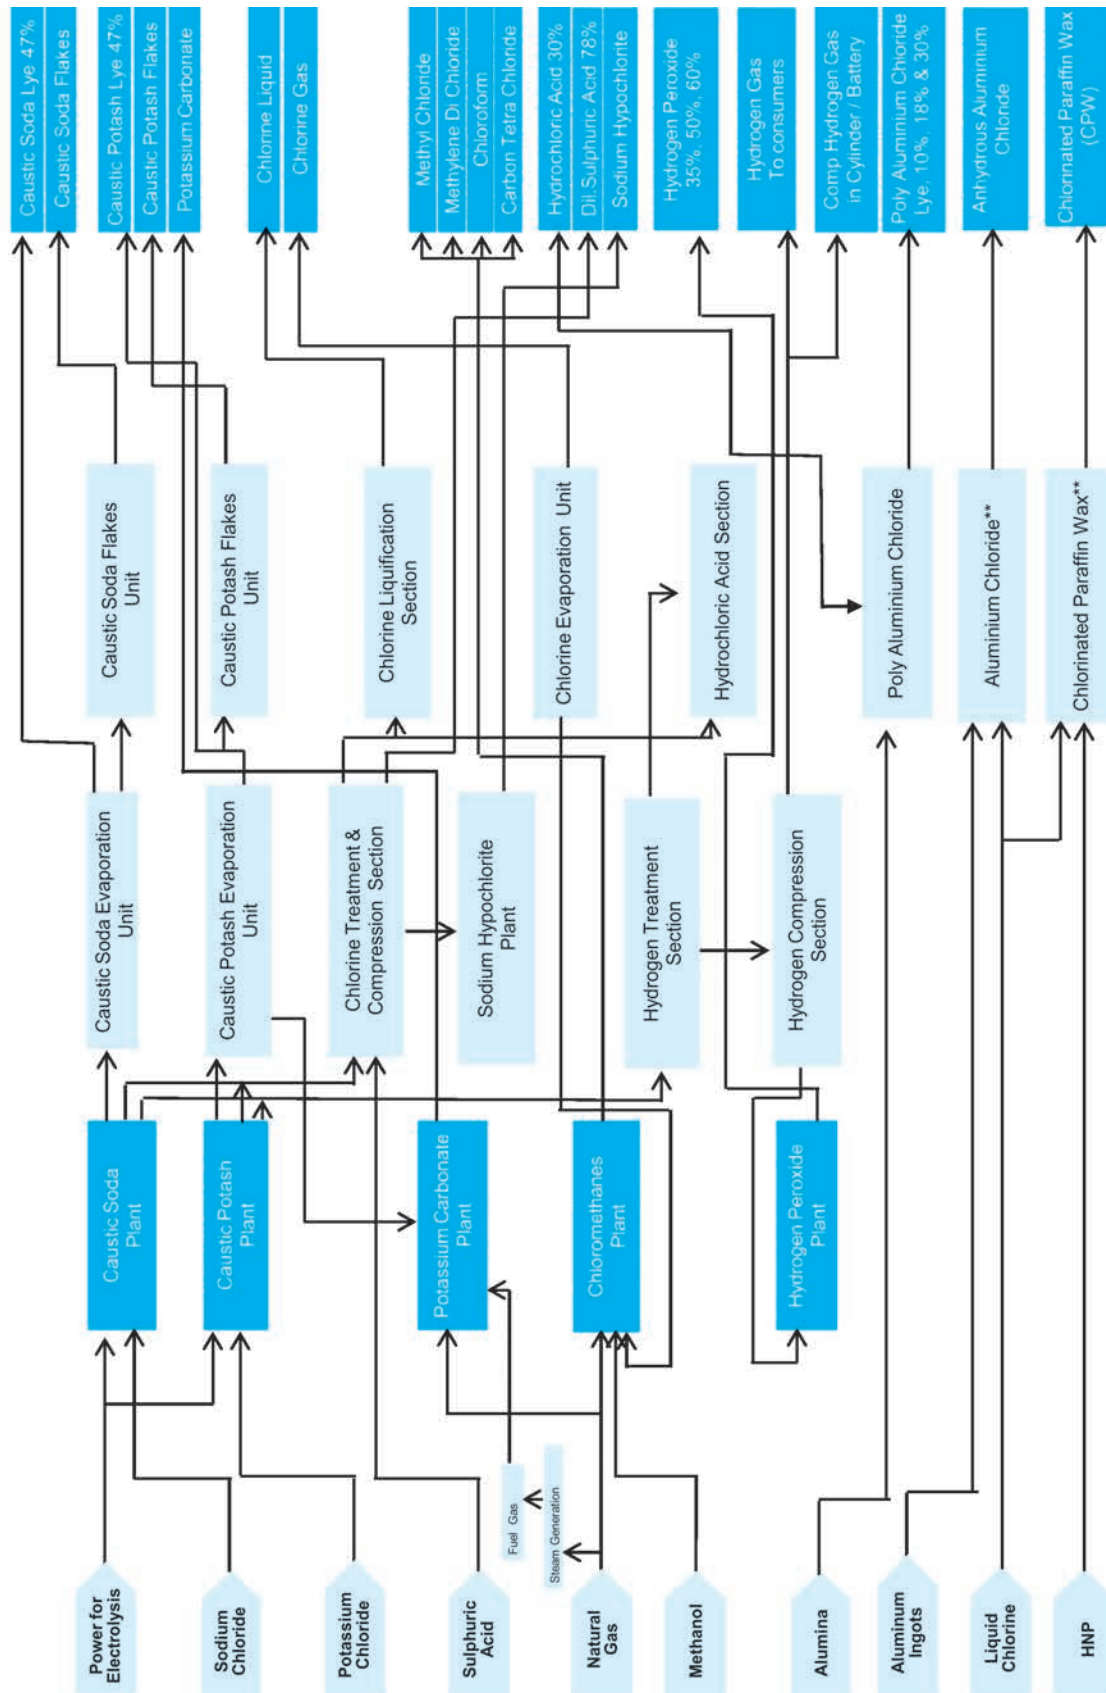 Power for
Electrolysis
Sodium
Chloride
Potassium
Chloride
Sulphuric
Acid
Natural
Gas
Methanol
Alumina
Aluminum
Ingots
Liquid
Chlorine
HNP
Fuel Gas
Steam Generation
Caustic Soda
Plant
Caustic Potash
Plant
Potassium Carbonate
Plant
Chloromethanes
Plant
Hydrogen Peroxide
Plant
Caustic Soda Evaporation
Unit
Caustic Potash Evaporation
Unit
Chlorine Treatment &
Compression Section
Sodium Hypochlorite
Plant
Hydrogen Treatment
Section
Hydrogen Compression
Section
Caustic Soda Flakes
Unit
Caustic Potash Flakes
Unit
Chlorine Liquification
Section
Chlorine Evaporation Unit
Hydrochloric Acid Section
Poly Aluminium Chloride
Aluminium Chloride**
Chlorinated Paraffin Wax**
Caustic Soda Lye 47%
Caustic Soda Flakes
Caustic Potash Lye 47%
Caustic Potash Flakes
Potassium Carbonate
Chlorine Liquid
Chlorine Gas
Methyl Chloride
Methylene Di Chloride
Chloroform
Carbon Tetra Chloride
Hydrochloric Acid 30%
Dil.Sulphuric Acid 78%
Sodium Hypochlorite
Hydrogen Peroxide
35%, 50%, 60%
Hydrogen Gas
To consumers
Comp Hydrogen Gas
in Cylinder / Battery
Poly Aluminium Chloride
Lye, 10%, 18% & 30%
Anhydrous Aluminium
Chloride
Chlorinated Paraffin Wax
(CPW)